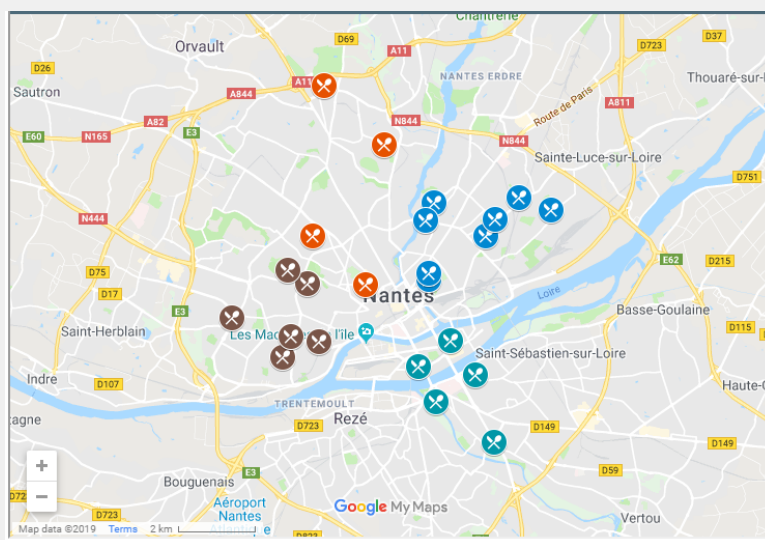 Chantrerie
D37
D69
D723
Orvault
A11
D26
A11
NANTES ERDRE
Thouaré-sur-
Sautron
A844
Route de Paris
A811
A82
N844
E60
N165
E3
N844
Sainte-Luce-sur-Loire
D751
N444
E62
D215
D75
Loire
D17
Nantes
E3
Basse-Goulaine
Saint-Herblain
Les Mac
l'île
D115
Saint-Sébastien-sur-Loire
Indre
D107
Haute-
TRENTEMOULT
Rezé
zagne
D723
D149
D149
E3
D59
Bouguenais
D72
Google My Maps
Aéroport
Nantes
Vertou
D723
Map data ©2019 Terms 2 km